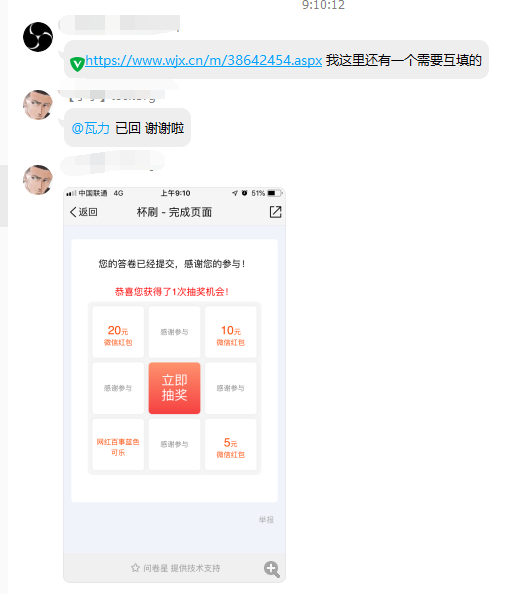 9:10:12
https://www.wjx.cn/m/38642454.aspx 我这里还有一个需要互填的
@瓦力 已回 谢谢啦
中国联通 4G 上午9:10 51%
返回 杯刷 - 完成页面
您的答卷已经提交，感谢您的参与！
恭喜您获得了1次抽奖机会！
20元 感谢参与 10元
微信红包 微信红包
感谢参与 立即 感谢参与
抽奖
网红百事蓝色 感谢参与 5元
可乐 微信红包
举报
问卷星 提供技术支持